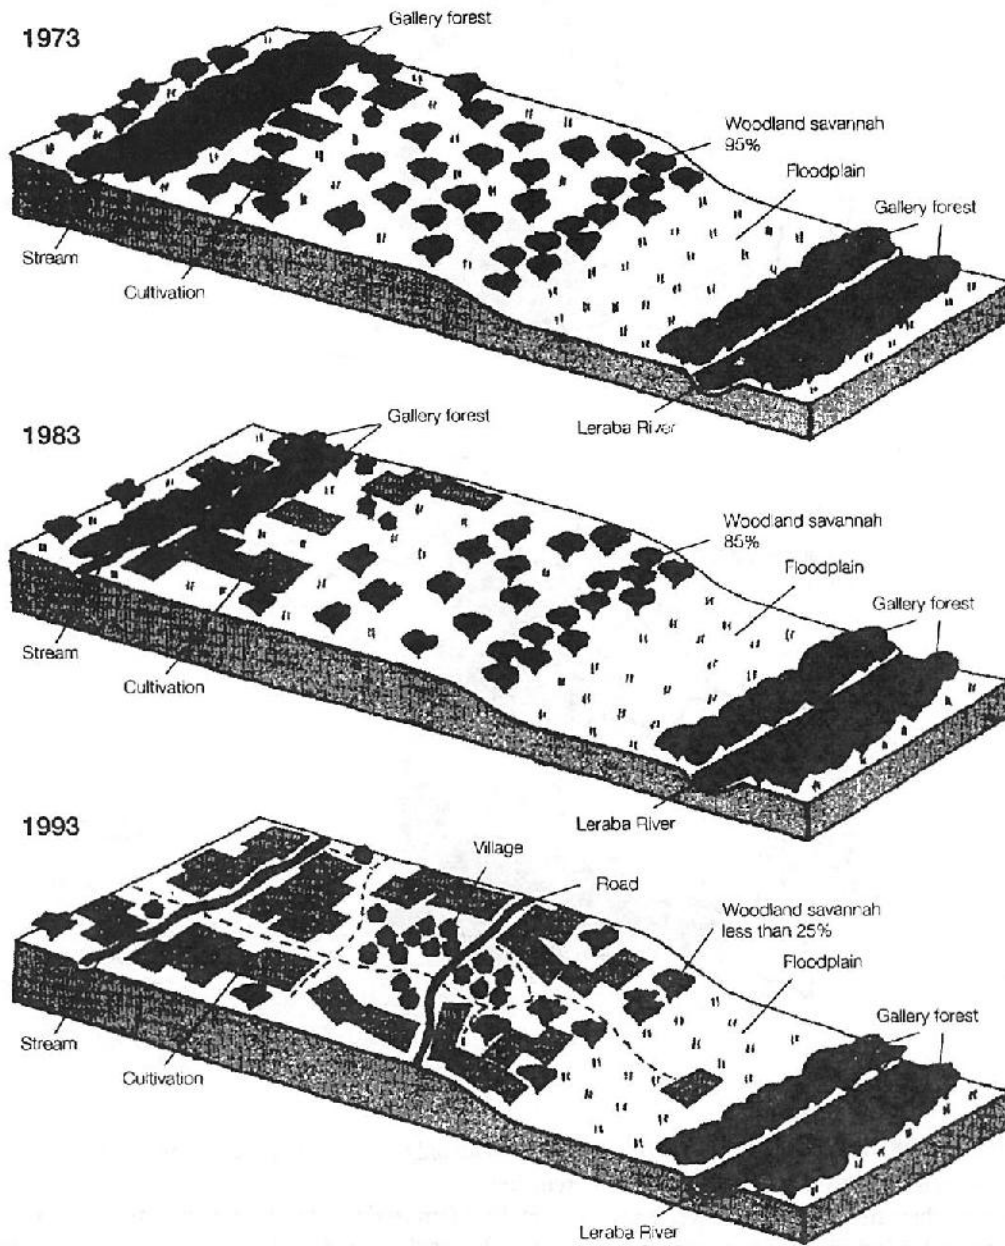 Gallery forest
1973
Woodland savannah
95%
Floodplain
Gallery forest
Stream
Cultivation
Leraba River
Gallery forest
1983
Woodland savannah
85%
Floodplain
Gallery forest
Stream
Cultivation
Leraba River
1993
Village
Road
Woodland savannah
less than 25%
Floodplain
Gallery forest
Stream
Cultivation
Leraba River